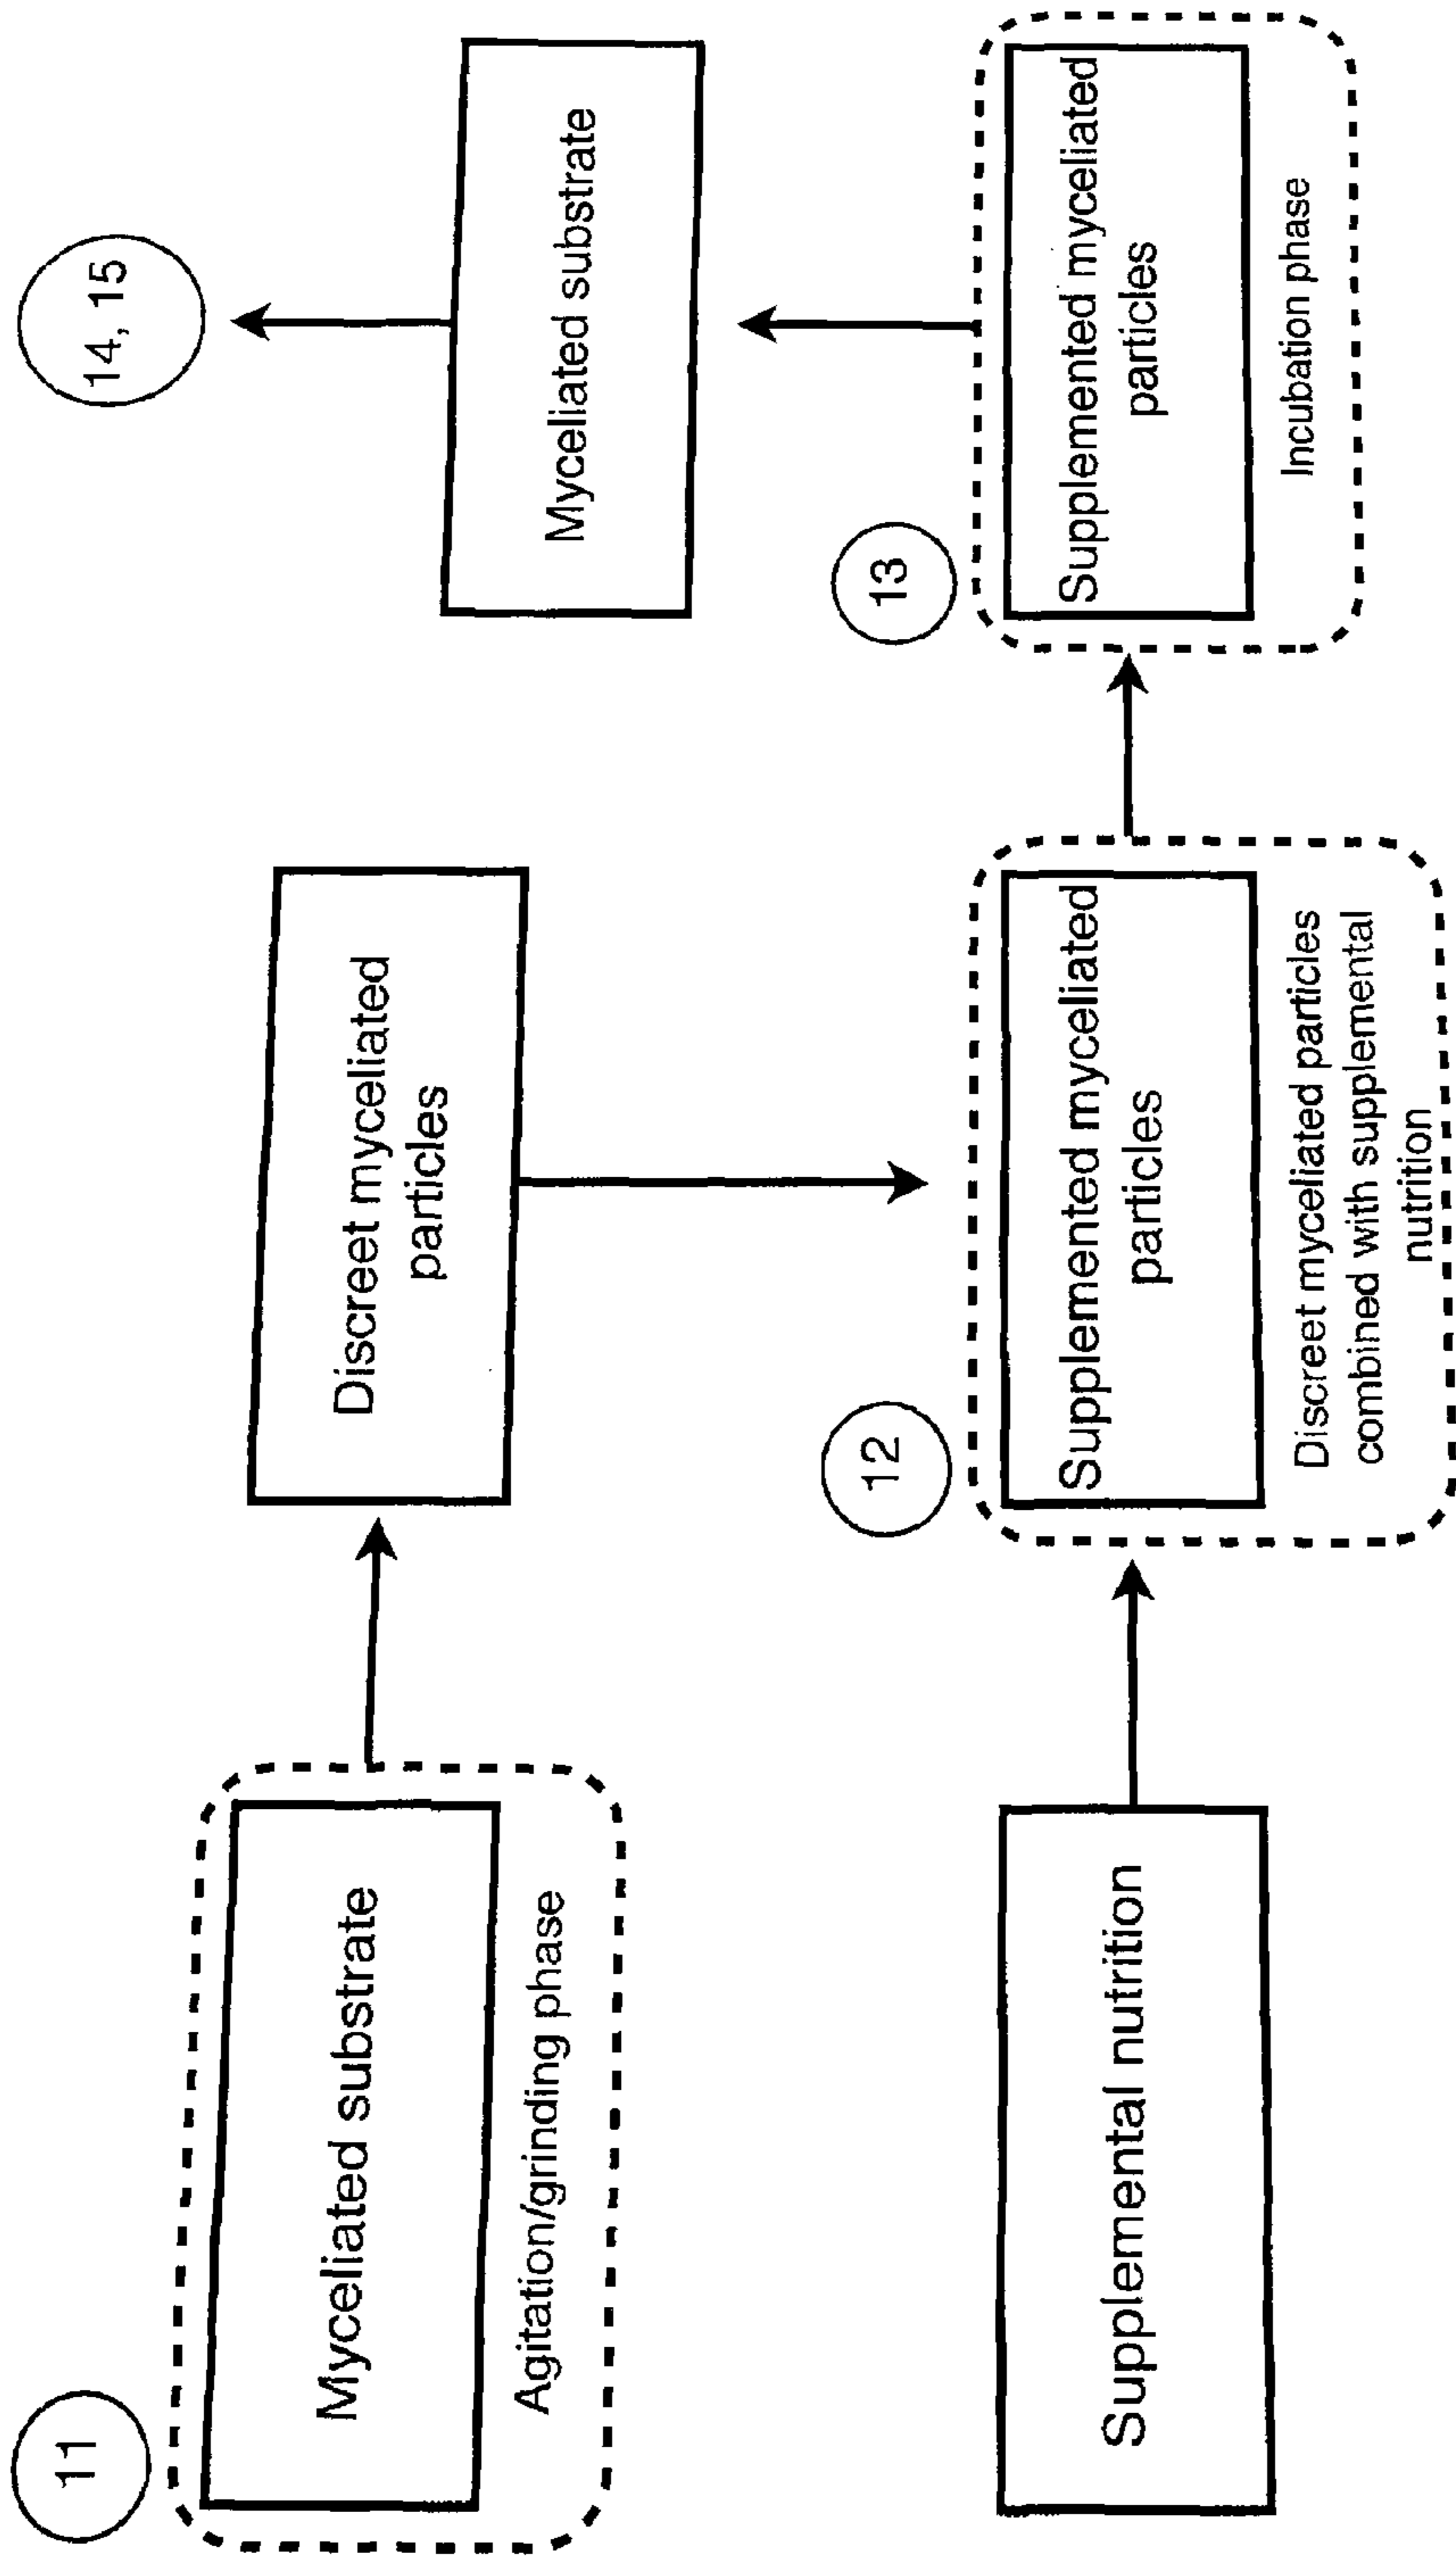 11
Myceliated substrate
Agitation/grinding phase
Discreet myceliated
particles
14, 15
Myceliated substrate
Supplemental nutrition
12
Supplemented myceliated
particles
Discreet myceliated particles
combined with supplemental
nutrition
13
Supplemented myceliated
particles
Incubation phase